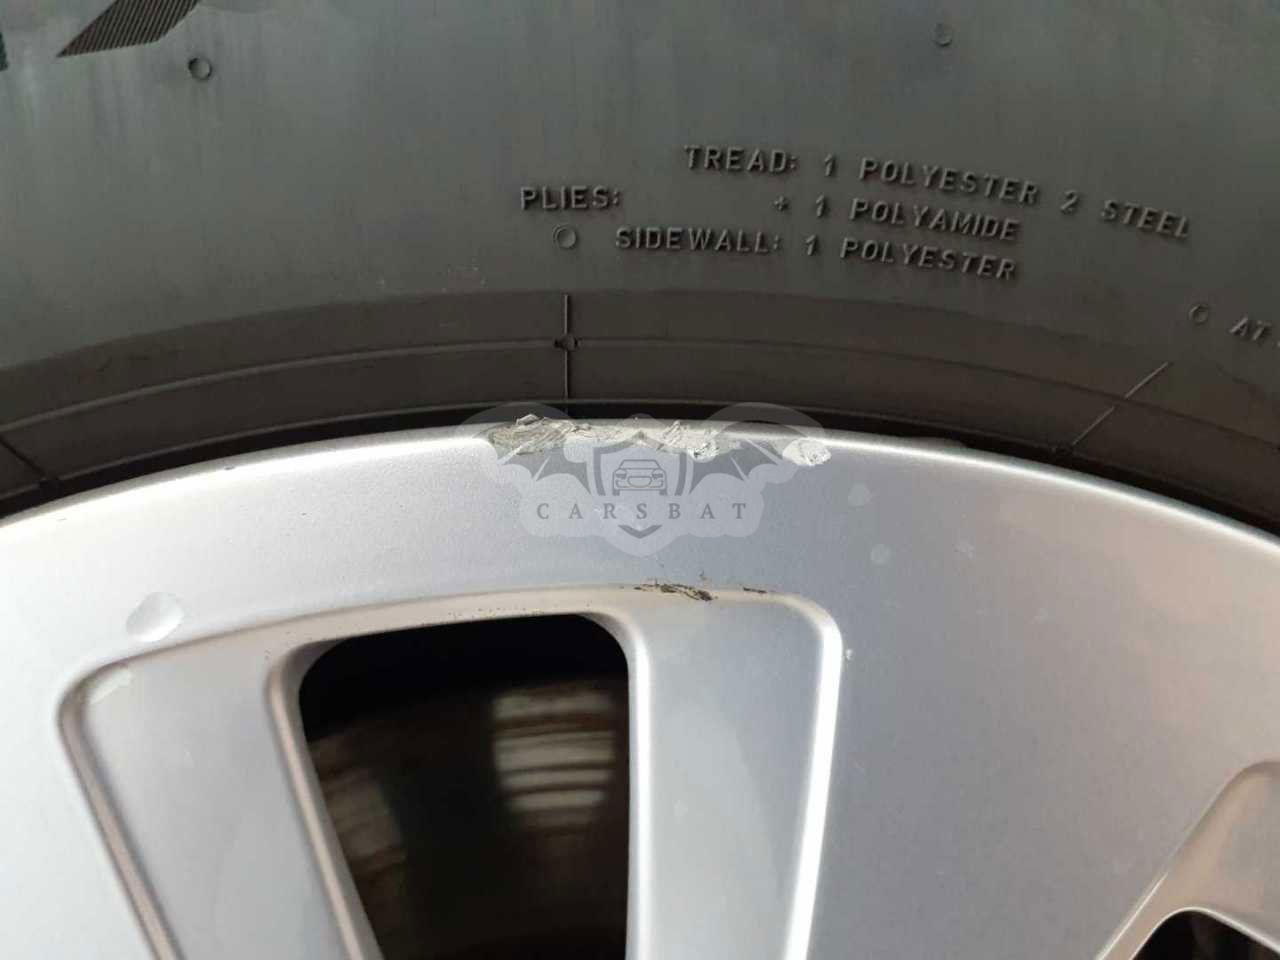 TREAD: 1 POLYESTER 2 STEEL
PLIES: + 1 POLYAMIDE
SIDEWALL: 1 POLYESTER
CARSBAT